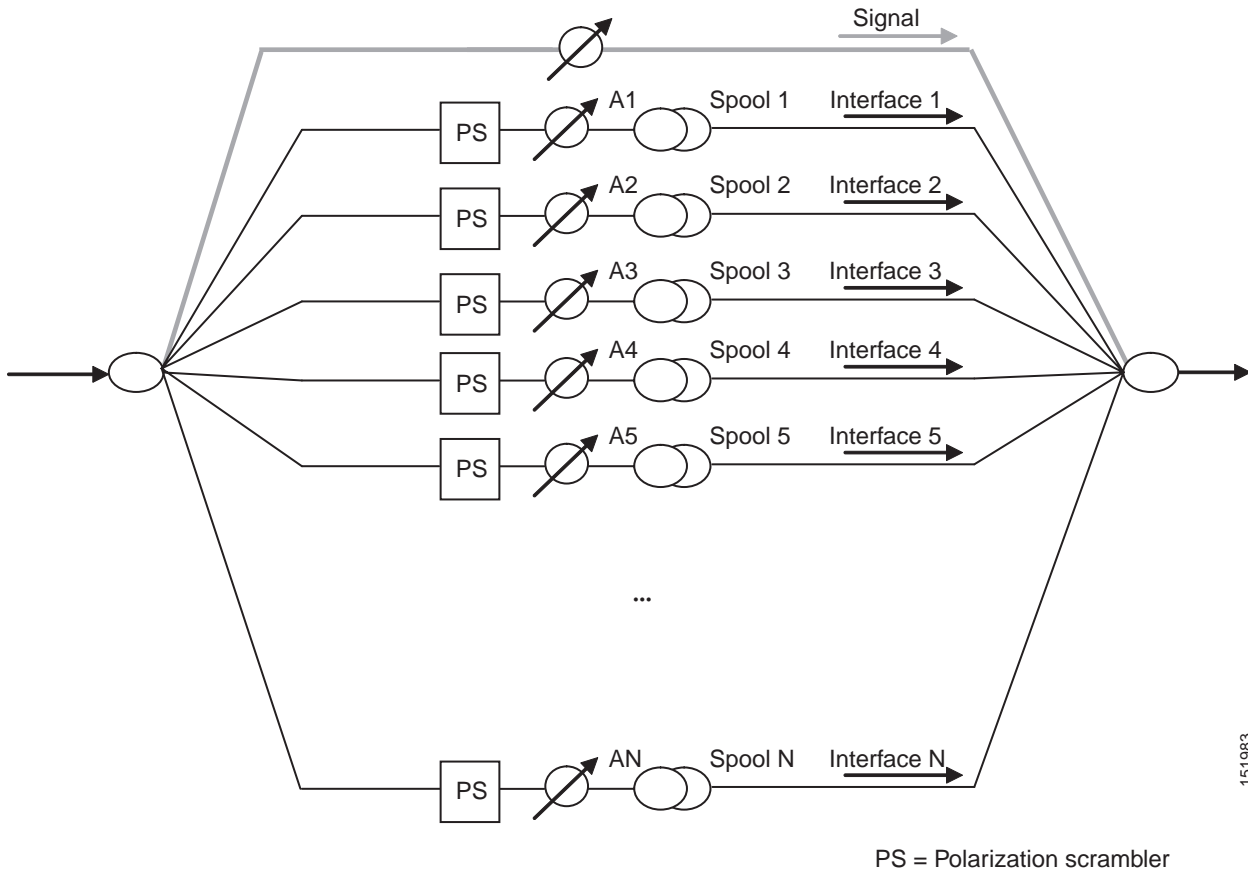 Signal
PS A1 Spool 1 Interface 1
PS A2 Spool 2 Interface 2
PS A3 Spool 3 Interface 3
PS A4 Spool 4 Interface 4
PS A5 Spool 5 Interface 5
...
PS AN Spool N Interface N
151983
PS = Polarization scrambler